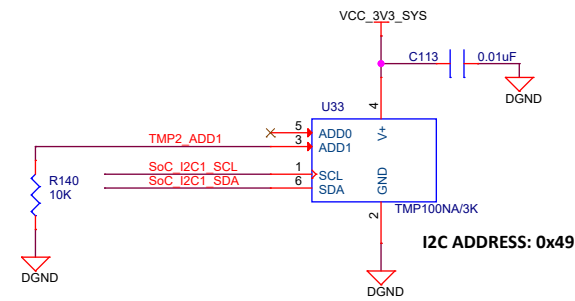 VCC_3V3_SYS
C113
0.01uF
DGND
U33
4
V+
5
ADD0
TMP2_ADD1
3
ADD1
SoC_I2C1_SCL
1
SCL
SoC_I2C1_SDA
6
SDA
GND
2
TMP100NA/3K
R140
10K
I2C ADDRESS: 0x49
DGND
DGND